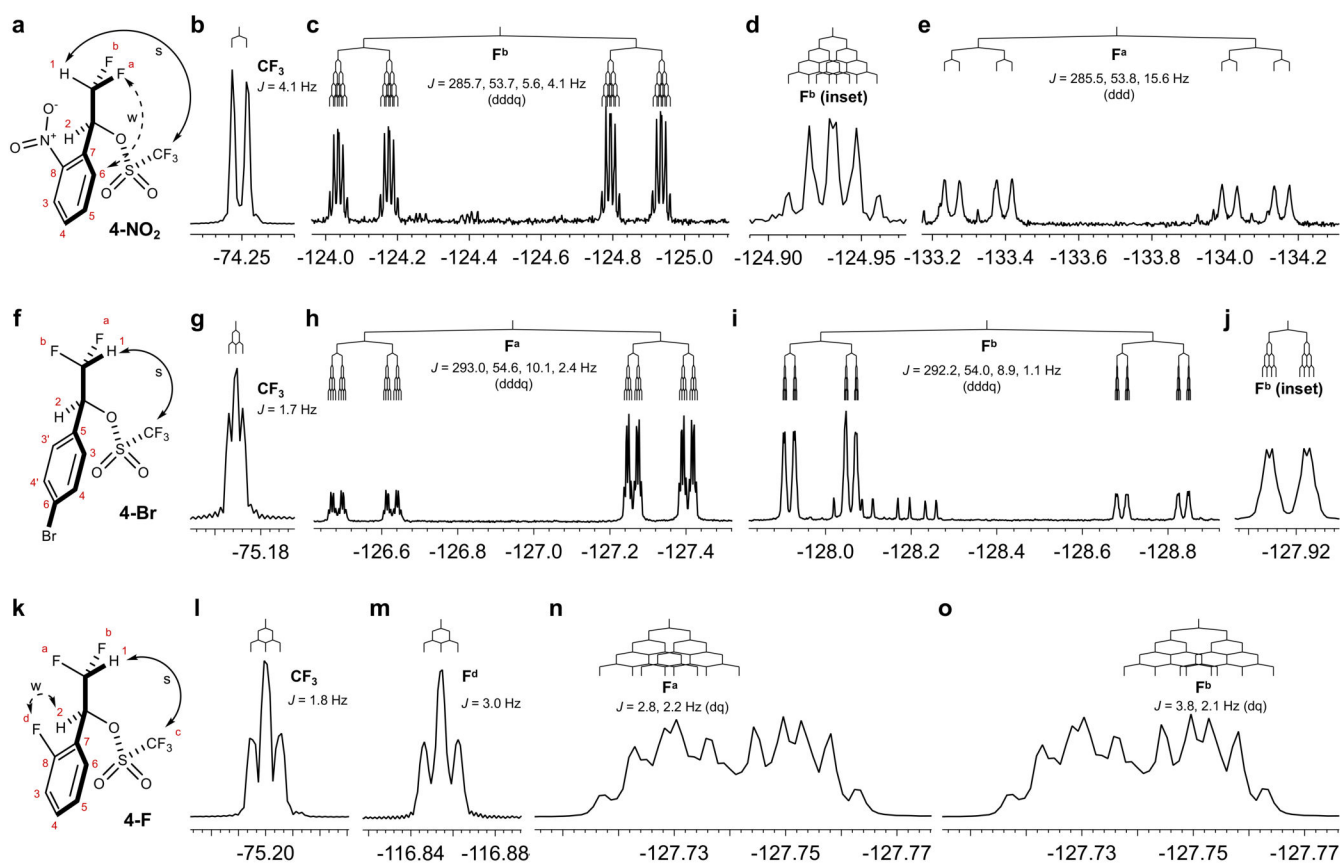 a
b
c
d
e
H
1
F
b
F
a
s
w
O-
N+
O
H
2
O
7
S
CF3
8
6
O
O
3
5
4
4-NO2
CF3
J = 4.1 Hz
-74.25
Fb
J = 285.7, 53.7, 5.6, 4.1 Hz
(dddq)
-124.0
-124.2
-124.4
-124.6
-124.8
-125.0
Fb (inset)
-124.90
-124.95
Fa
J = 285.5, 53.8, 15.6 Hz
(ddd)
-133.2
-133.4
-133.6
-133.8
-134.0
-134.2
f
g
h
i
j
a
b
F
F
1
H
s
H
2
O
5
S
CF3
3'
3
O
O
4'
4
6
Br
4-Br
CF3
J = 1.7 Hz
-75.18
Fa
J = 293.0, 54.6, 10.1, 2.4 Hz
(dddq)
-126.6
-126.8
-127.0
-127.2
-127.4
Fb
J = 292.2, 54.0, 8.9, 1.1 Hz
(dddq)
-128.0
-128.2
-128.4
-128.6
-128.8
Fb (inset)
-127.92
k
l
m
n
o
b
a
F
F
1
H
s
w
d
F
H
2
O
7
S
CF3
c
8
6
O
O
3
5
4
4-F
CF3
J = 1.8 Hz
-75.20
Fd
J = 3.0 Hz
-116.84
-116.88
Fa
J = 2.8, 2.2 Hz (dq)
-127.73
-127.75
-127.77
Fb
J = 3.8, 2.1 Hz (dq)
-127.73
-127.75
-127.77